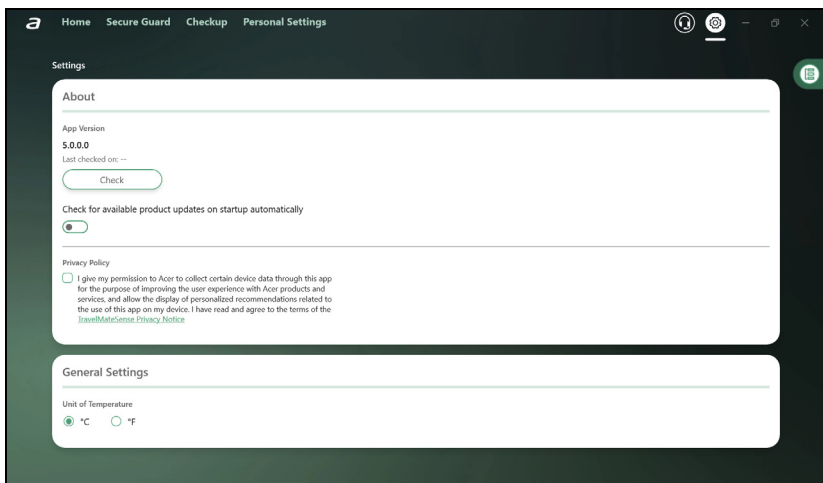 Home Secure Guard Checkup Personal Settings
Settings
About
App Version
5.0.0.0
Last checked on: --
Check
Check for available product updates on startup automatically
Privacy Policy
I give my permission to Acer to collect certain device data through this app
for the purpose of improving the user experience with Acer products and
services, and allow the display of personalized recommendations related to
the use of this app on my device. I have read and agree to the terms of the
TravelMateSense Privacy Notice
General Settings
Unit of Temperature
°C °F